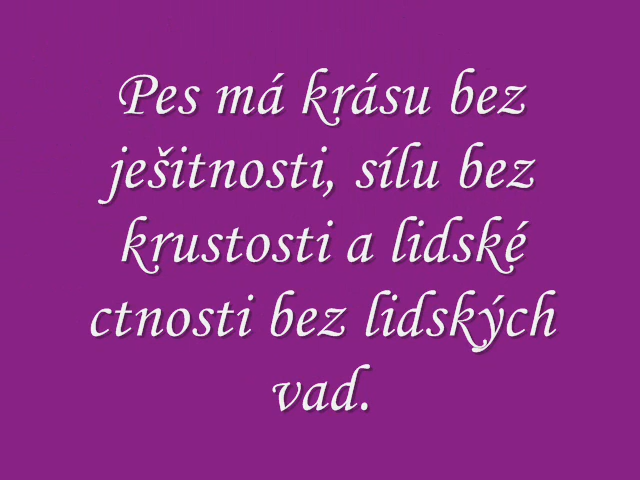 Pes má krásu bez
ješitnosti, sílu bez
krustosti a lidské
ctnosti bez lidských
vad.